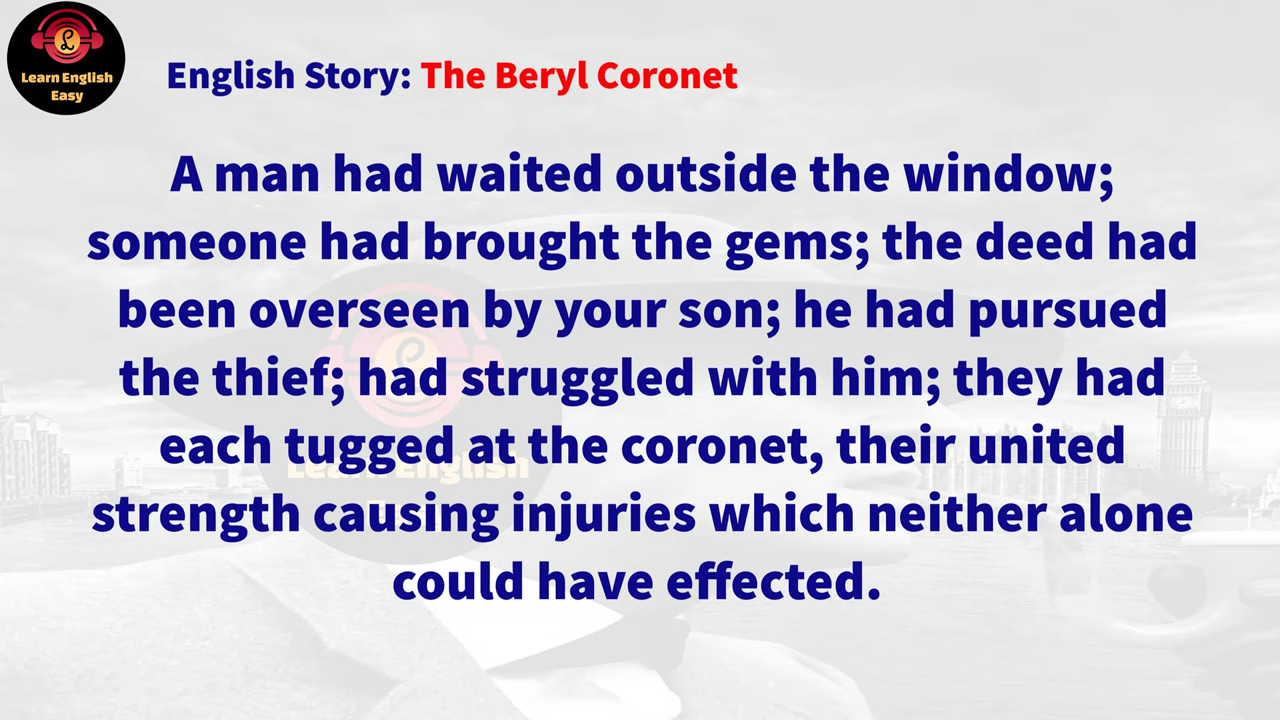 Learn English
Easy
English Story: The Beryl Coronet
A man had waited outside the window;
someone had brought the gems; the deed had
been overseen by your son; he had pursued
the thief; had struggled with him; they had
each tugged at the coronet, their united
strength causing injuries which neither alone
could have effected.
Learn English